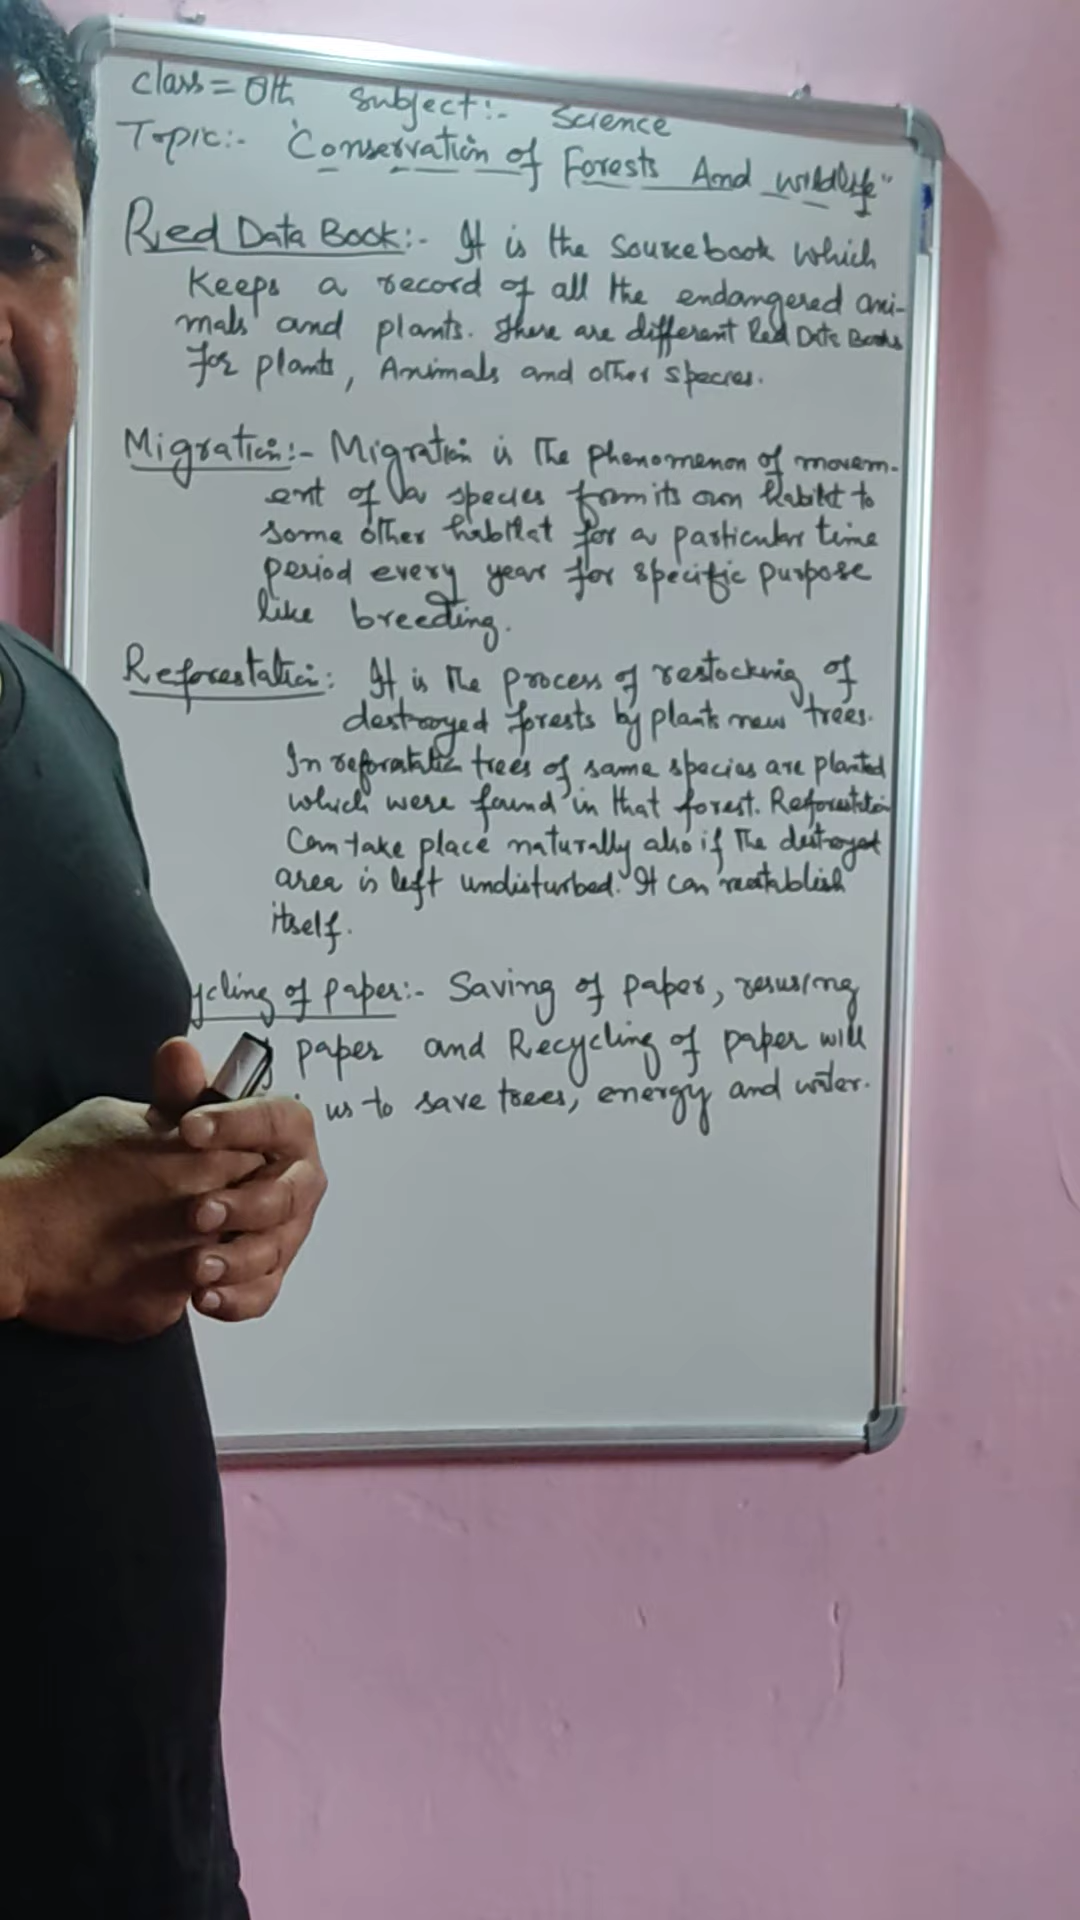 Class = 8th Subject:- Science
Topic:- "Conservation of Forests And wildlife"
Red Data Book:- It is the Source book which
keeps a record of all the endangered ani-
mals and plants. There are different Red Data Books
for plants, Animals and other species.
Migration:- Migration is the phenomenon of movem-
ent of a species from its own habitat to
some other habitat for a particular time
period every year for specific purpose
like breeding.
Reforestation: It is the process of restocking of
destroyed forests by plants new trees.
In reforestation trees of same species are planted
which were found in that forest. Reforestation
Can take place naturally also if the destroyed
area is left undisturbed. It can reestablish
itself.
ycling of paper:- Saving of paper, resusing
paper and Recycling of paper will
us to save trees, energy and water.